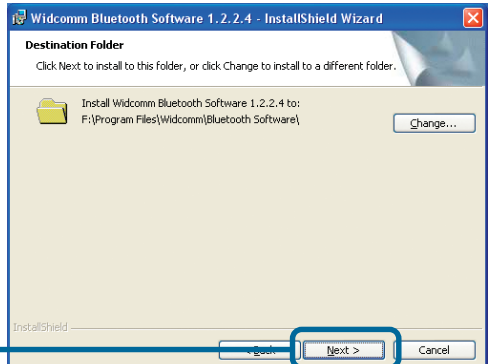 Widcomm Bluetooth Software 1.2.2.4 - InstallShield Wizard
Destination Folder
Click Next to install to this folder, or click Change to install to a different folder.
Install Widcomm Bluetooth Software 1.2.2.4 to:
F:\Program Files\Widcomm\Bluetooth Software\
Change...
InstallShield
< Back Next > Cancel